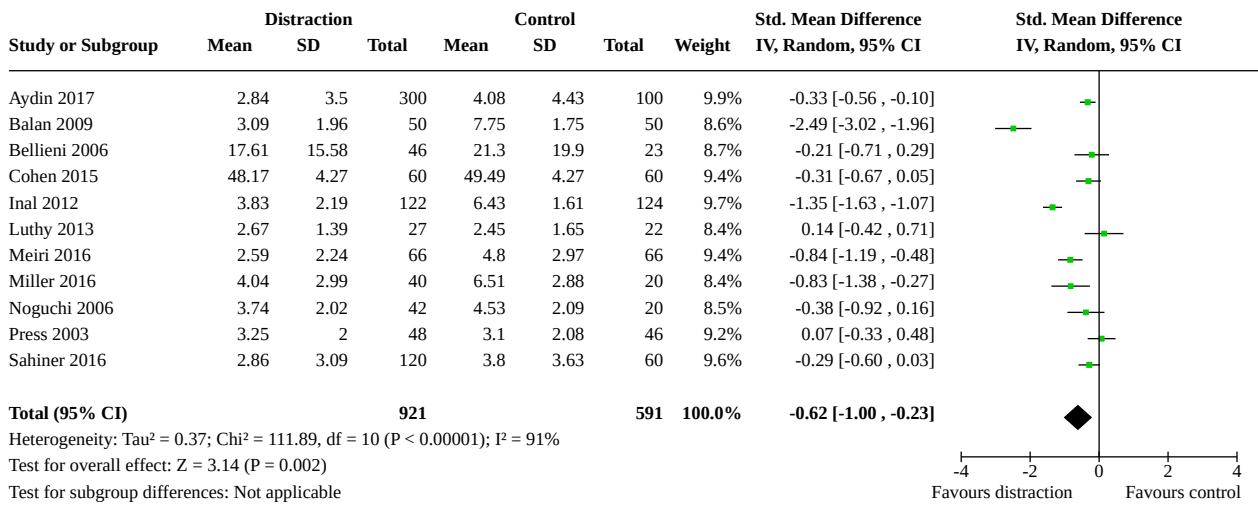 Distraction Control Std. Mean Difference Std. Mean Difference
Study or Subgroup Mean SD Total Mean SD Total Weight IV, Random, 95% CI IV, Random, 95% CI
Aydin 2017 2.84 3.5 300 4.08 4.43 100 9.9% -0.33 [-0.56 , -0.10]
Balan 2009 3.09 1.96 50 7.75 1.75 50 8.6% -2.49 [-3.02 , -1.96]
Bellieni 2006 17.61 15.58 46 21.3 19.9 23 8.7% -0.21 [-0.71 , 0.29]
Cohen 2015 48.17 4.27 60 49.49 4.27 60 9.4% -0.31 [-0.67 , 0.05]
Inal 2012 3.83 2.19 122 6.43 1.61 124 9.7% -1.35 [-1.63 , -1.07]
Luthy 2013 2.67 1.39 27 2.45 1.65 22 8.4% 0.14 [-0.42 , 0.71]
Meiri 2016 2.59 2.24 66 4.8 2.97 66 9.4% -0.84 [-1.19 , -0.48]
Miller 2016 4.04 2.99 40 6.51 2.88 20 8.4% -0.83 [-1.38 , -0.27]
Noguchi 2006 3.74 2.02 42 4.53 2.09 20 8.5% -0.38 [-0.92 , 0.16]
Press 2003 3.25 2 48 3.1 2.08 46 9.2% 0.07 [-0.33 , 0.48]
Sahiner 2016 2.86 3.09 120 3.8 3.63 60 9.6% -0.29 [-0.60 , 0.03]
Total (95% CI) 921 591 100.0% -0.62 [-1.00 , -0.23]
Heterogeneity: Tau² = 0.37; Chi² = 111.89, df = 10 (P < 0.00001); I² = 91%
Test for overall effect: Z = 3.14 (P = 0.002)
-4 -2 0 2 4
Test for subgroup differences: Not applicable
Favours distraction Favours control